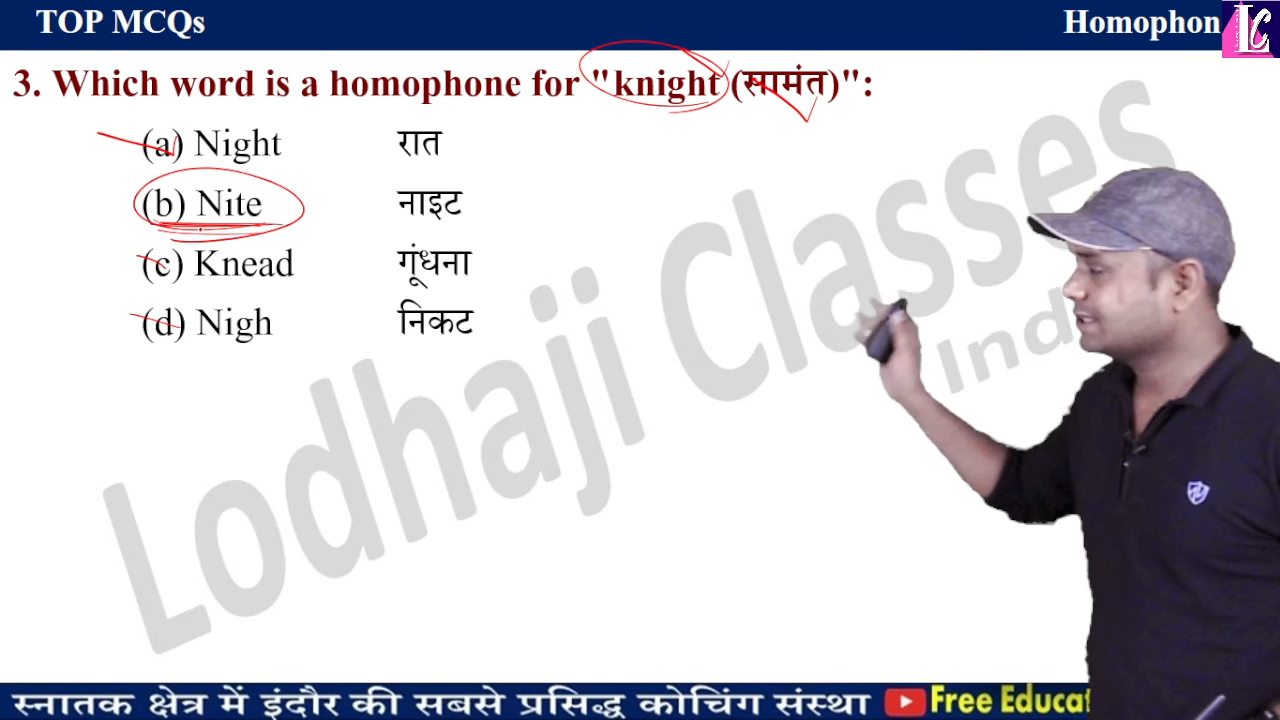 TOP MCQs
Homophon
LC
3. Which word is a homophone for "knight (सामंत)":
(a) Night रात
(b) Nite नाइट
(c) Knead गूंधना
(d) Nigh निकट
Lodhaji Classes
Ind
स्नातक क्षेत्र में इंदौर की सबसे प्रसिद्ध कोचिंग संस्था Free Educat